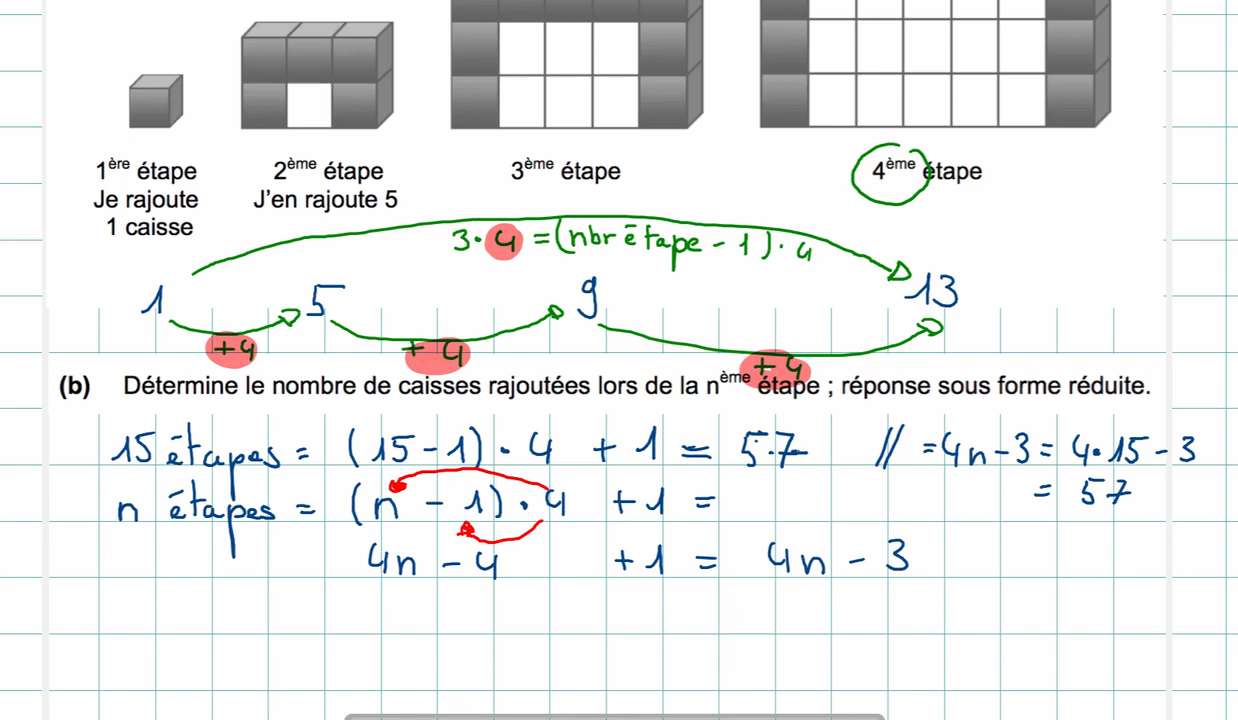 1ère étape 2ème étape 3ème étape 4ème étape
Je rajoute J'en rajoute 5
1 caisse
3·4 = (nbr étape - 1)·4
1 5 9 13
+4 +4 +4
(b) Détermine le nombre de caisses rajoutées lors de la nème étape ; réponse sous forme réduite.
15 étapes = (15 - 1)·4 + 1 = 57 // = 4n - 3 = 4·15 - 3
n étapes = (n - 1)·4 + 1 = = 57
4n - 4 + 1 = 4n - 3